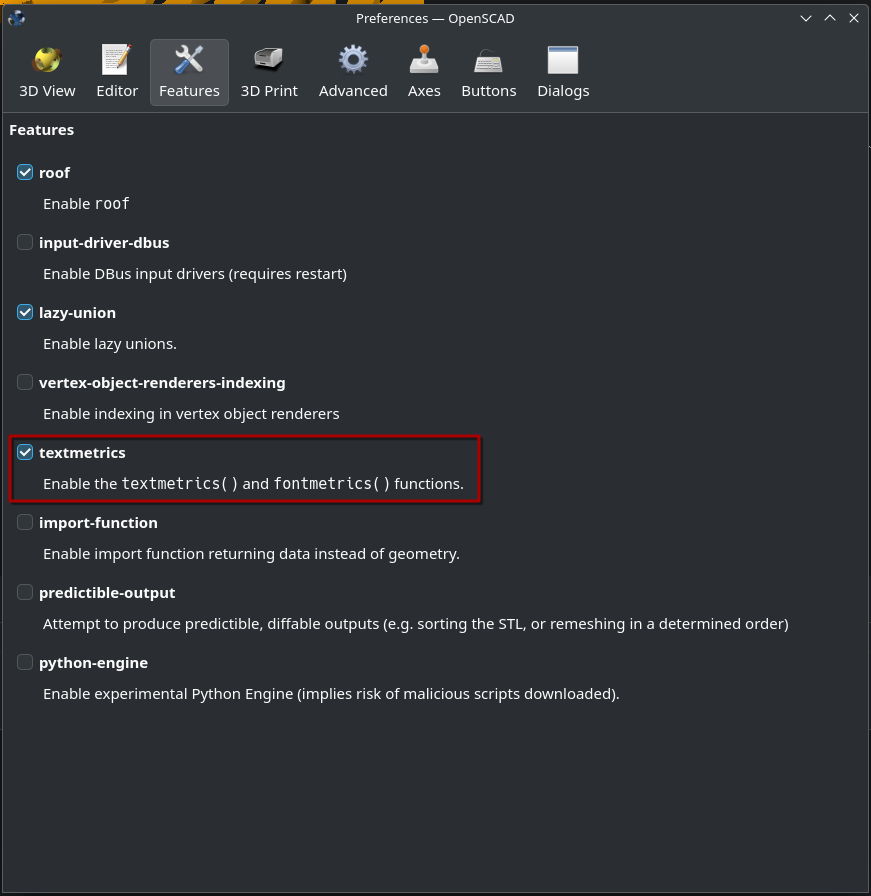 Preferences — OpenSCAD
3D View Editor Features 3D Print Advanced Axes Buttons Dialogs
Features
roof
Enable roof
input-driver-dbus
Enable DBus input drivers (requires restart)
lazy-union
Enable lazy unions.
vertex-object-renderers-indexing
Enable indexing in vertex object renderers
textmetrics
Enable the textmetrics() and fontmetrics() functions.
import-function
Enable import function returning data instead of geometry.
predictible-output
Attempt to produce predictible, diffable outputs (e.g. sorting the STL, or remeshing in a determined order)
python-engine
Enable experimental Python Engine (implies risk of malicious scripts downloaded).